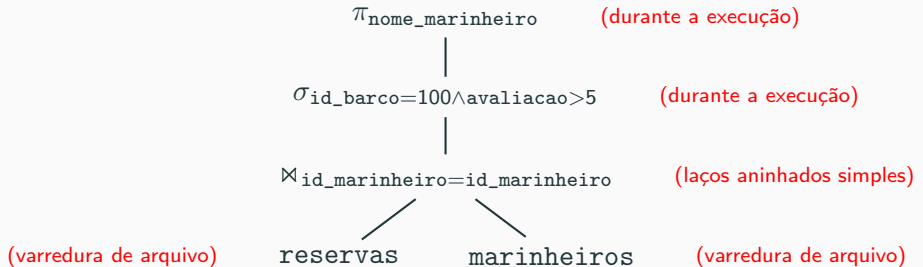 πnome_marinheiro (durante a execução)
σid_barco=100∧avaliacao>5 (durante a execução)
⋈id_marinheiro=id_marinheiro (laços aninhados simples)
(varredura de arquivo) reservas marinheiros (varredura de arquivo)